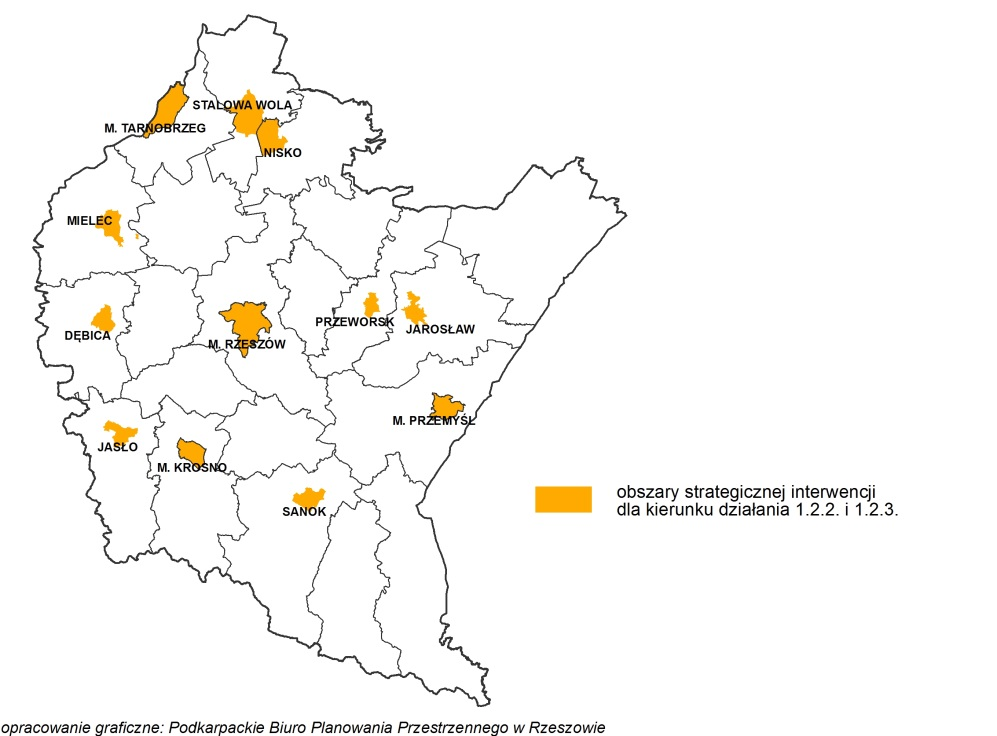 STALOWA WOLA
M. TARNOBRZEG
NISKO
MIELEC
PRZEWORSK
JAROSŁAW
DĘBICA
M. RZESZÓW
M. PRZEMYŚL
JASŁO
M. KROSNO
SANOK
obszary strategicznej interwencji
dla kierunku działania 1.2.2. i 1.2.3.
opracowanie graficzne: Podkarpackie Biuro Planowania Przestrzennego w Rzeszowie